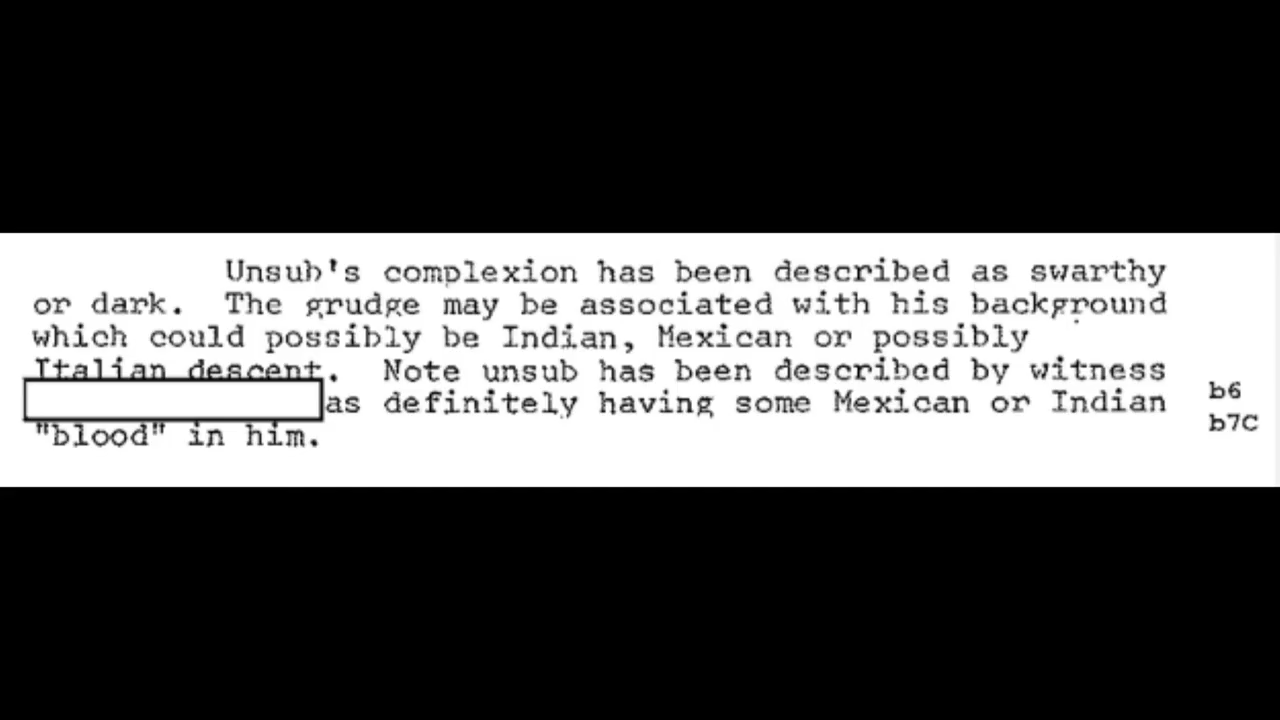 Unsub's complexion has been described as swarthy
or dark. The grudge may be associated with his background
which could possibly be Indian, Mexican or possibly
Italian descent. Note unsub has been described by witness
as definitely having some Mexican or Indian
"blood" in him.
b6
b7C